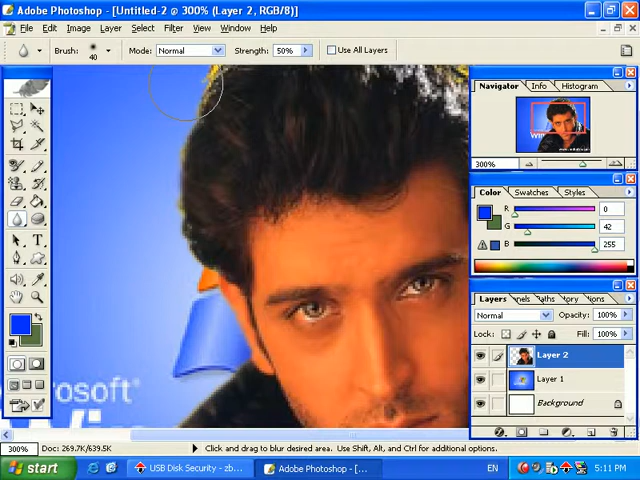 Adobe Photoshop - [Untitled-2 @ 300% (Layer 2, RGB/8)]
File Edit Image Layer Select Filter View Window Help
Brush: 40 Mode: Normal Strength: 50% Use All Layers
Navigator Info Histogram
300%
Color Swatches Styles
R 0
G 42
B 255
Layers nnels Paths tory ions
Normal Opacity: 100%
Lock: Fill: 100%
Layer 2
Layer 1
Background
rosoft®
300% Doc: 269.7K/639.5K Click and drag to blur desired area. Use Shift, Alt, and Ctrl for additional options.
start USB Disk Security - zb... Adobe Photoshop - [... EN 5:11 PM